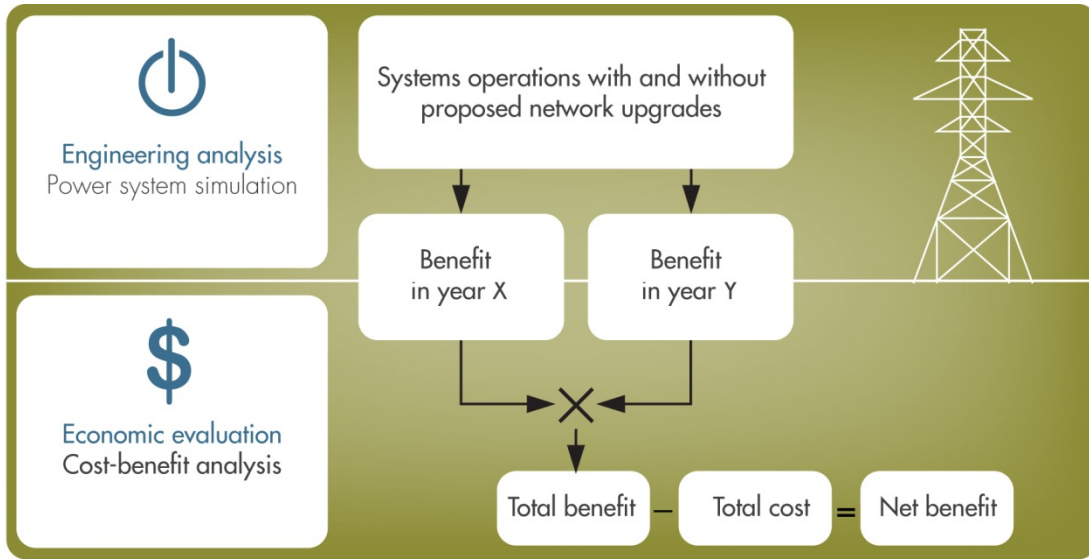 Engineering analysis
Power system simulation
Systems operations with and without
proposed network upgrades
Benefit
in year X
Benefit
in year Y
$
Economic evaluation
Cost-benefit analysis
Total benefit – Total cost = Net benefit